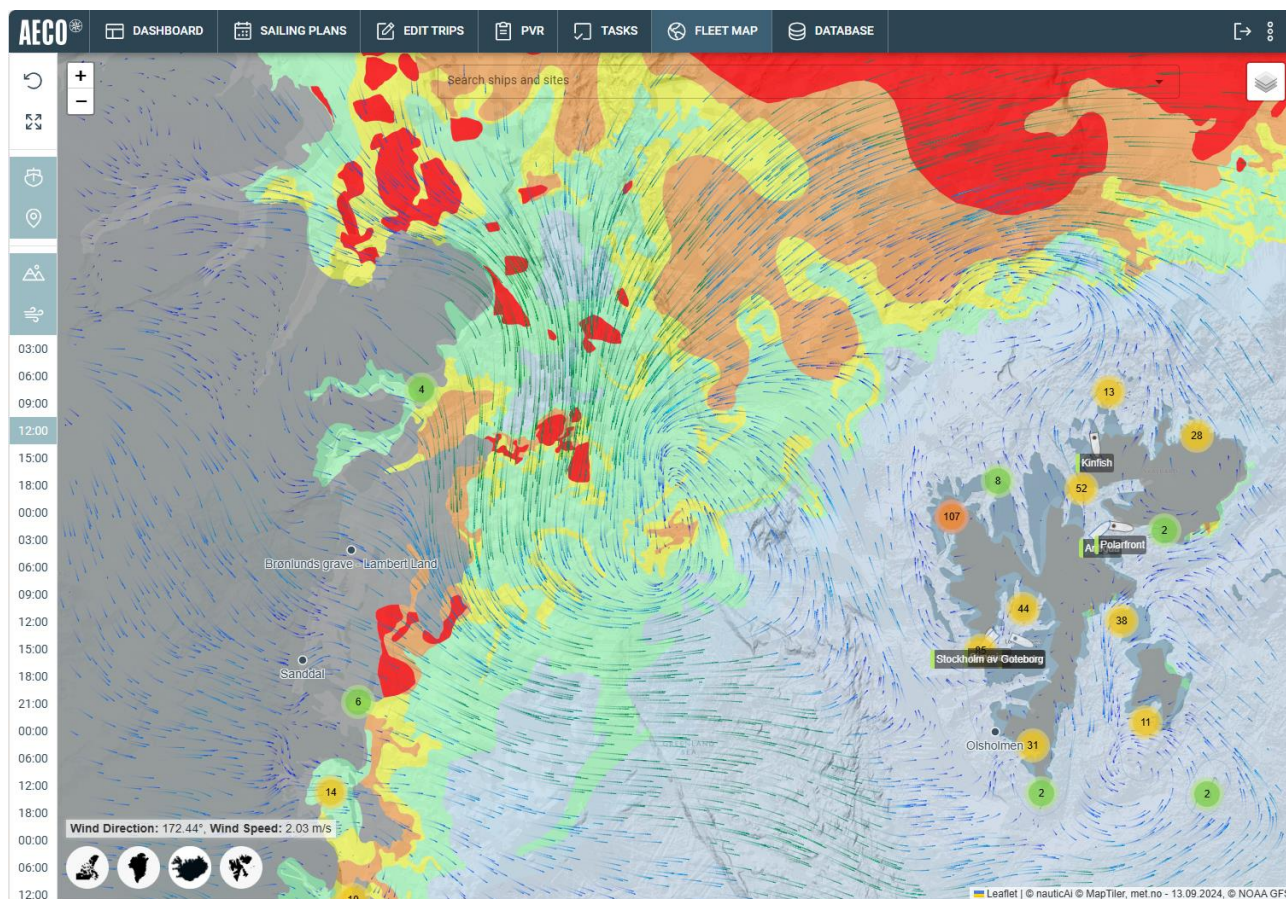 AECO
DASHBOARD
SAILING PLANS
EDIT TRIPS
PVR
TASKS
FLEET MAP
DATABASE
+
−
Search ships and sites
03:00
06:00
09:00
12:00
15:00
18:00
00:00
03:00
06:00
09:00
12:00
15:00
18:00
21:00
00:00
06:00
12:00
18:00
00:00
06:00
12:00
4
13
28
Kinfish
52
8
107
2
Polarfront
Brønlunds grave
Lambert Land
44
38
Stockholm av Goteborg
Sanddal
6
11
Olsholmen
31
14
2
2
Wind Direction: 172.44°, Wind Speed: 2.03 m/s
Leaflet | © nauticAi © MapTiler, met.no - 13.09.2024, © NOAA GFS